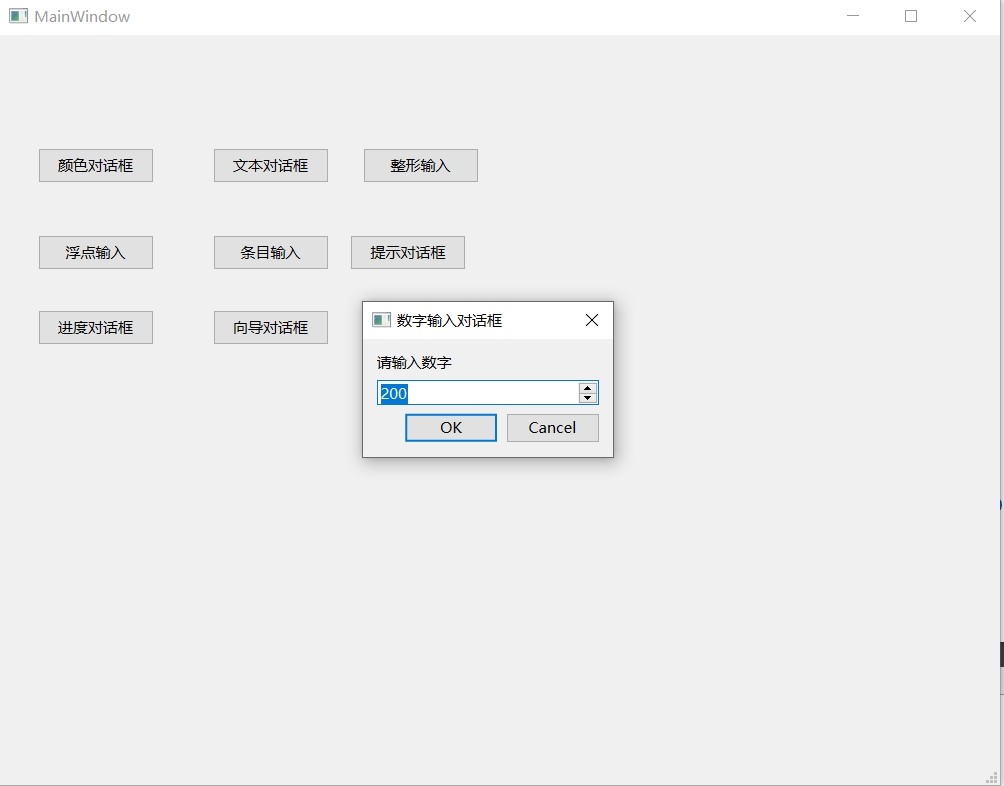 MainWindow
颜色对话框
文本对话框
整形输入
浮点输入
条目输入
提示对话框
进度对话框
向导对话框
数字输入对话框
请输入数字
200
OK
Cancel